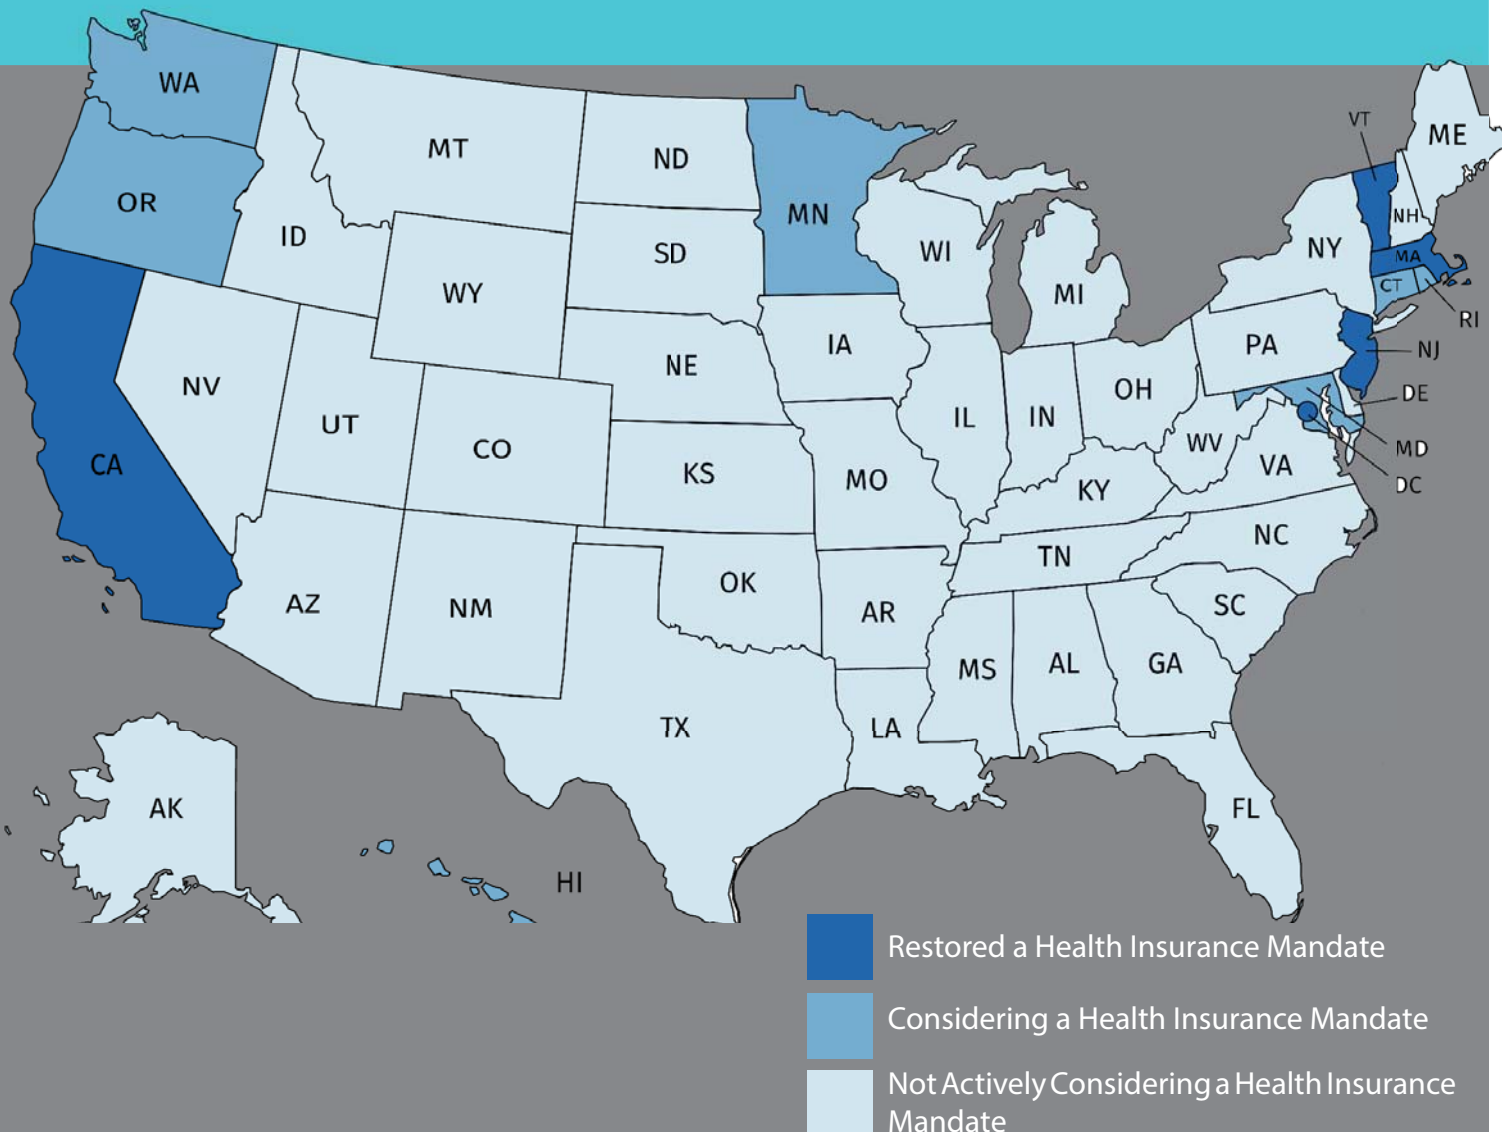 WA
MT
ND
VT
ME
OR
MN
ID
SD
WI
NY
NH
MA
CT
RI
WY
MI
IA
PA
NJ
NE
NV
OH
DE
UT
CO
IL
IN
WV
MD
CA
KS
MO
VA
DC
KY
NC
TN
OK
AZ
NM
AR
SC
MS
AL
GA
TX
LA
AK
FL
HI
Restored a Health Insurance Mandate
Considering a Health Insurance Mandate
Not Actively Considering a Health Insurance
Mandate